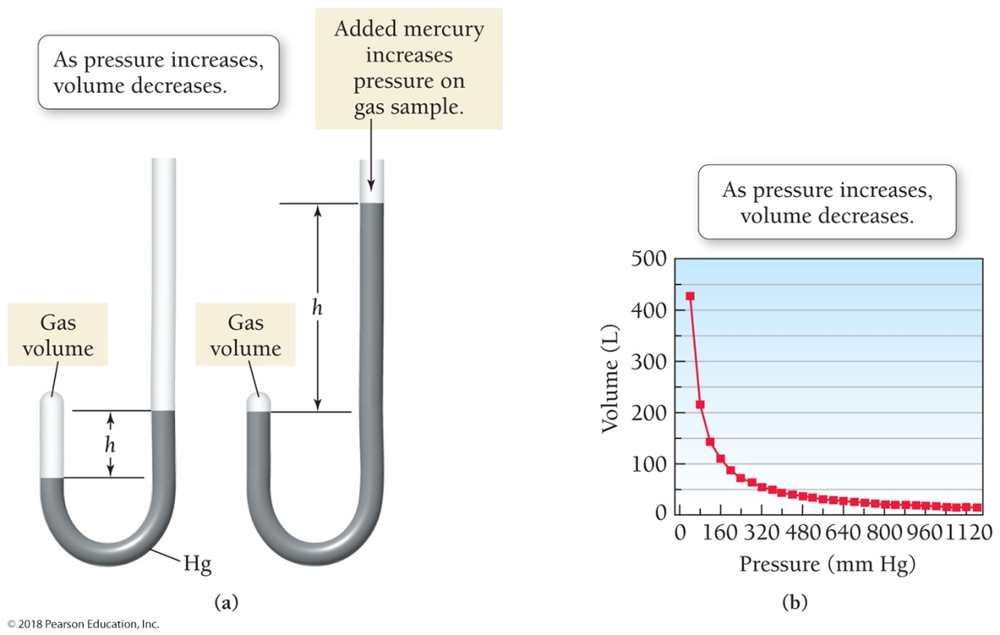 As pressure increases,
volume decreases.
Added mercury
increases
pressure on
gas sample.
Gas
volume
h
Gas
volume
h
Hg
(a)
As pressure increases,
volume decreases.
Volume (L)
500
400
300
200
100
0
0 160 320 480 640 800 960 1120
Pressure (mm Hg)
(b)
© 2018 Pearson Education, Inc.